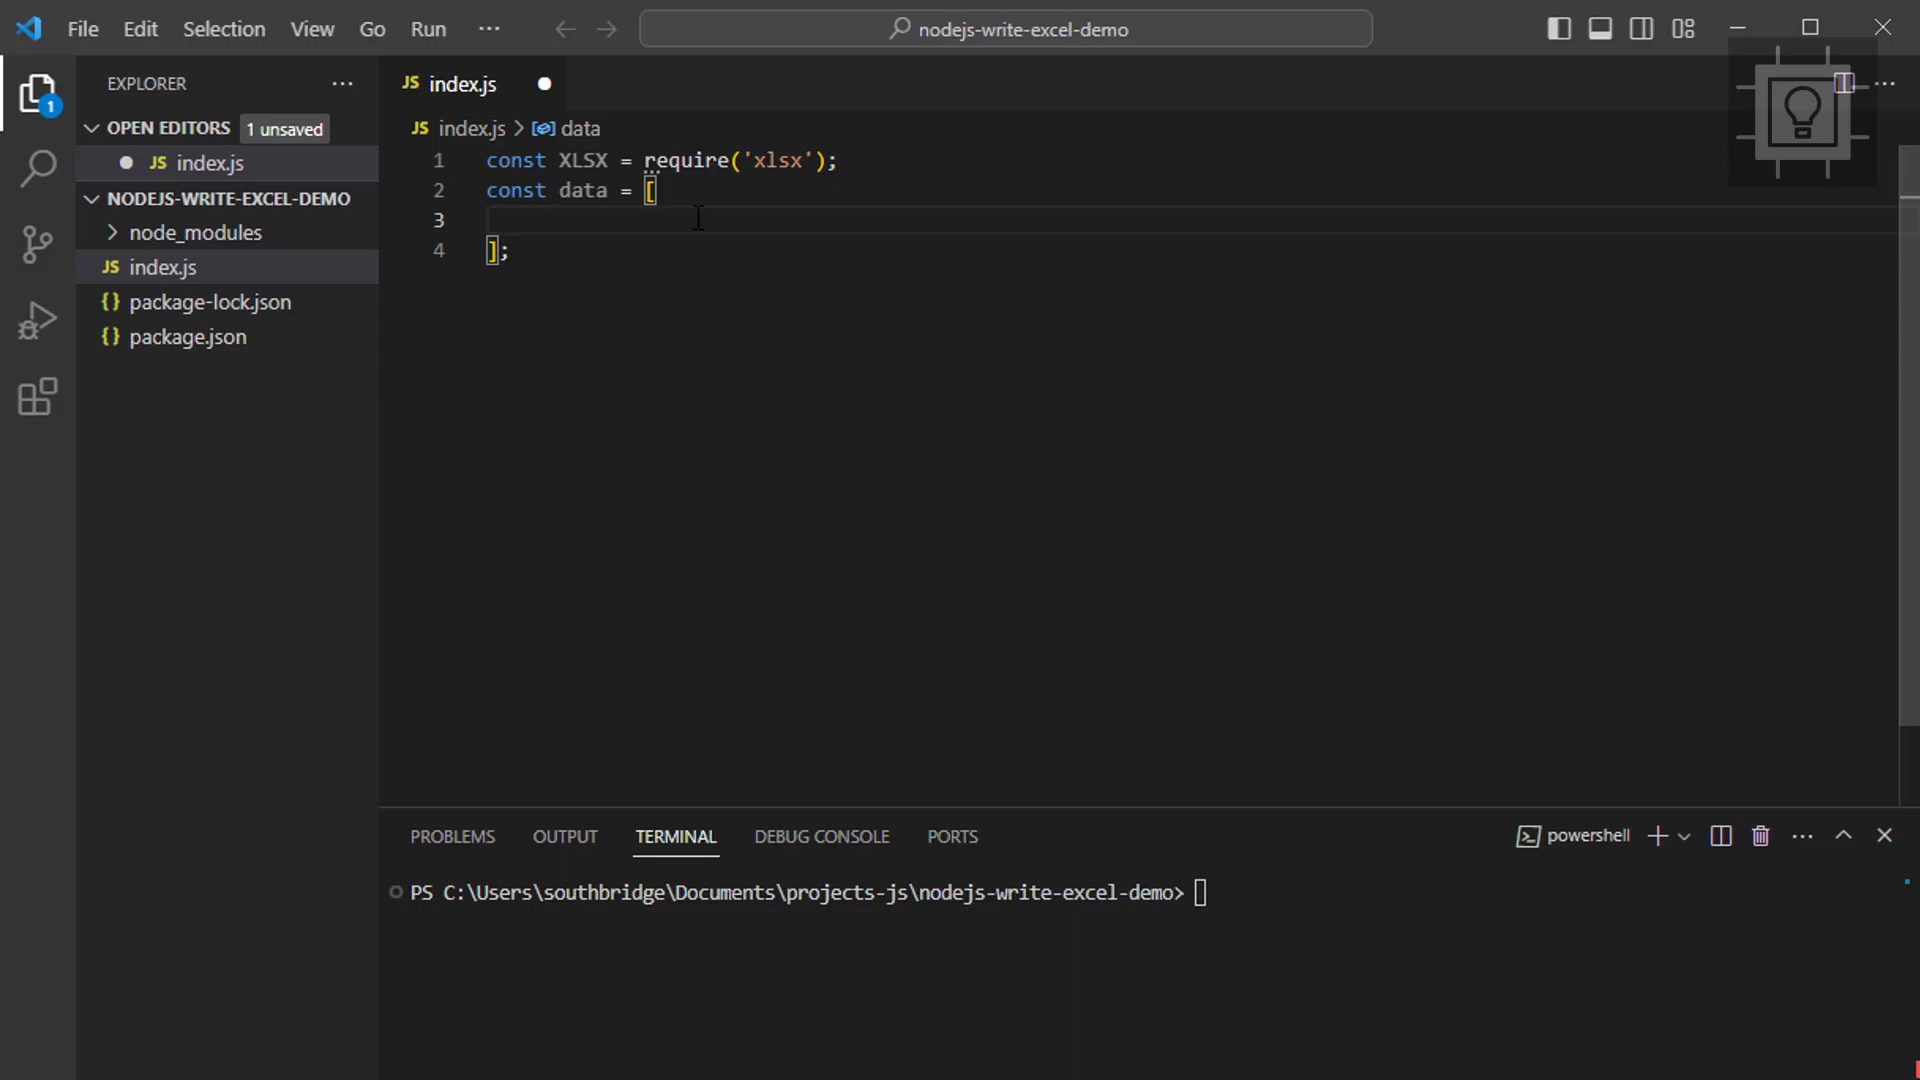 File Edit Selection View Go Run ···
nodejs-write-excel-demo
EXPLORER ···
OPEN EDITORS 1 unsaved
JS index.js
NODEJS-WRITE-EXCEL-DEMO
node_modules
JS index.js
{} package-lock.json
{} package.json
1
JS index.js
···
JS index.js > data
1 const XLSX = require('xlsx');
2 const data = [
3
4 ];
PROBLEMS OUTPUT TERMINAL DEBUG CONSOLE PORTS
powershell ···
PS C:\Users\southbridge\Documents\projects-js\nodejs-write-excel-demo>